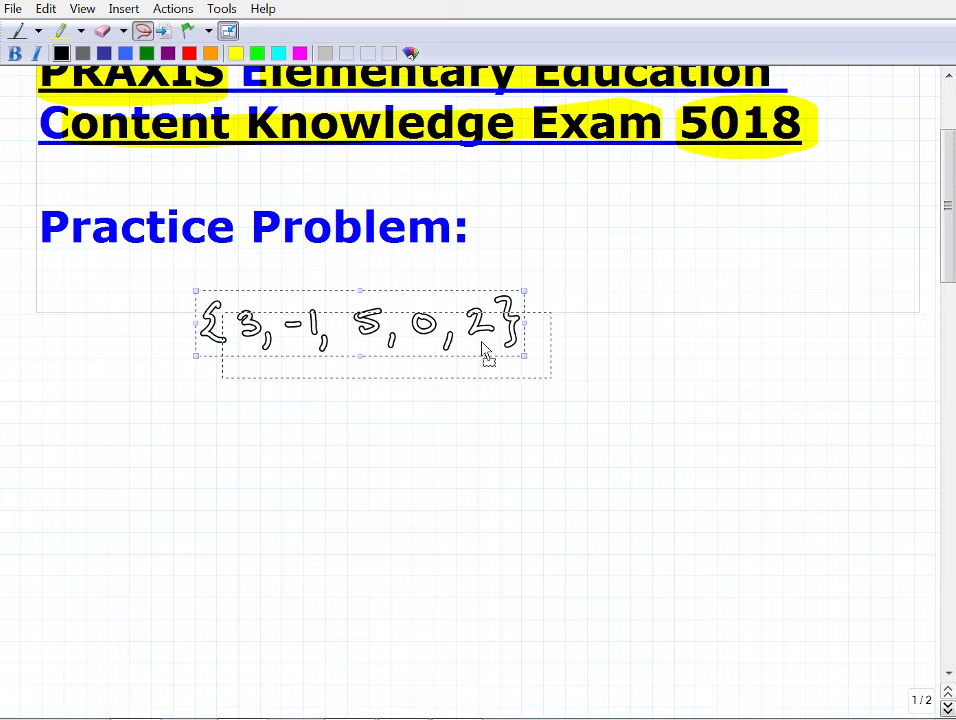 File Edit View Insert Actions Tools Help
B I
PRAXIS Elementary Education
Content Knowledge Exam 5018
Practice Problem:
{ 3, -1, 5, 0, 2 }
1 / 2